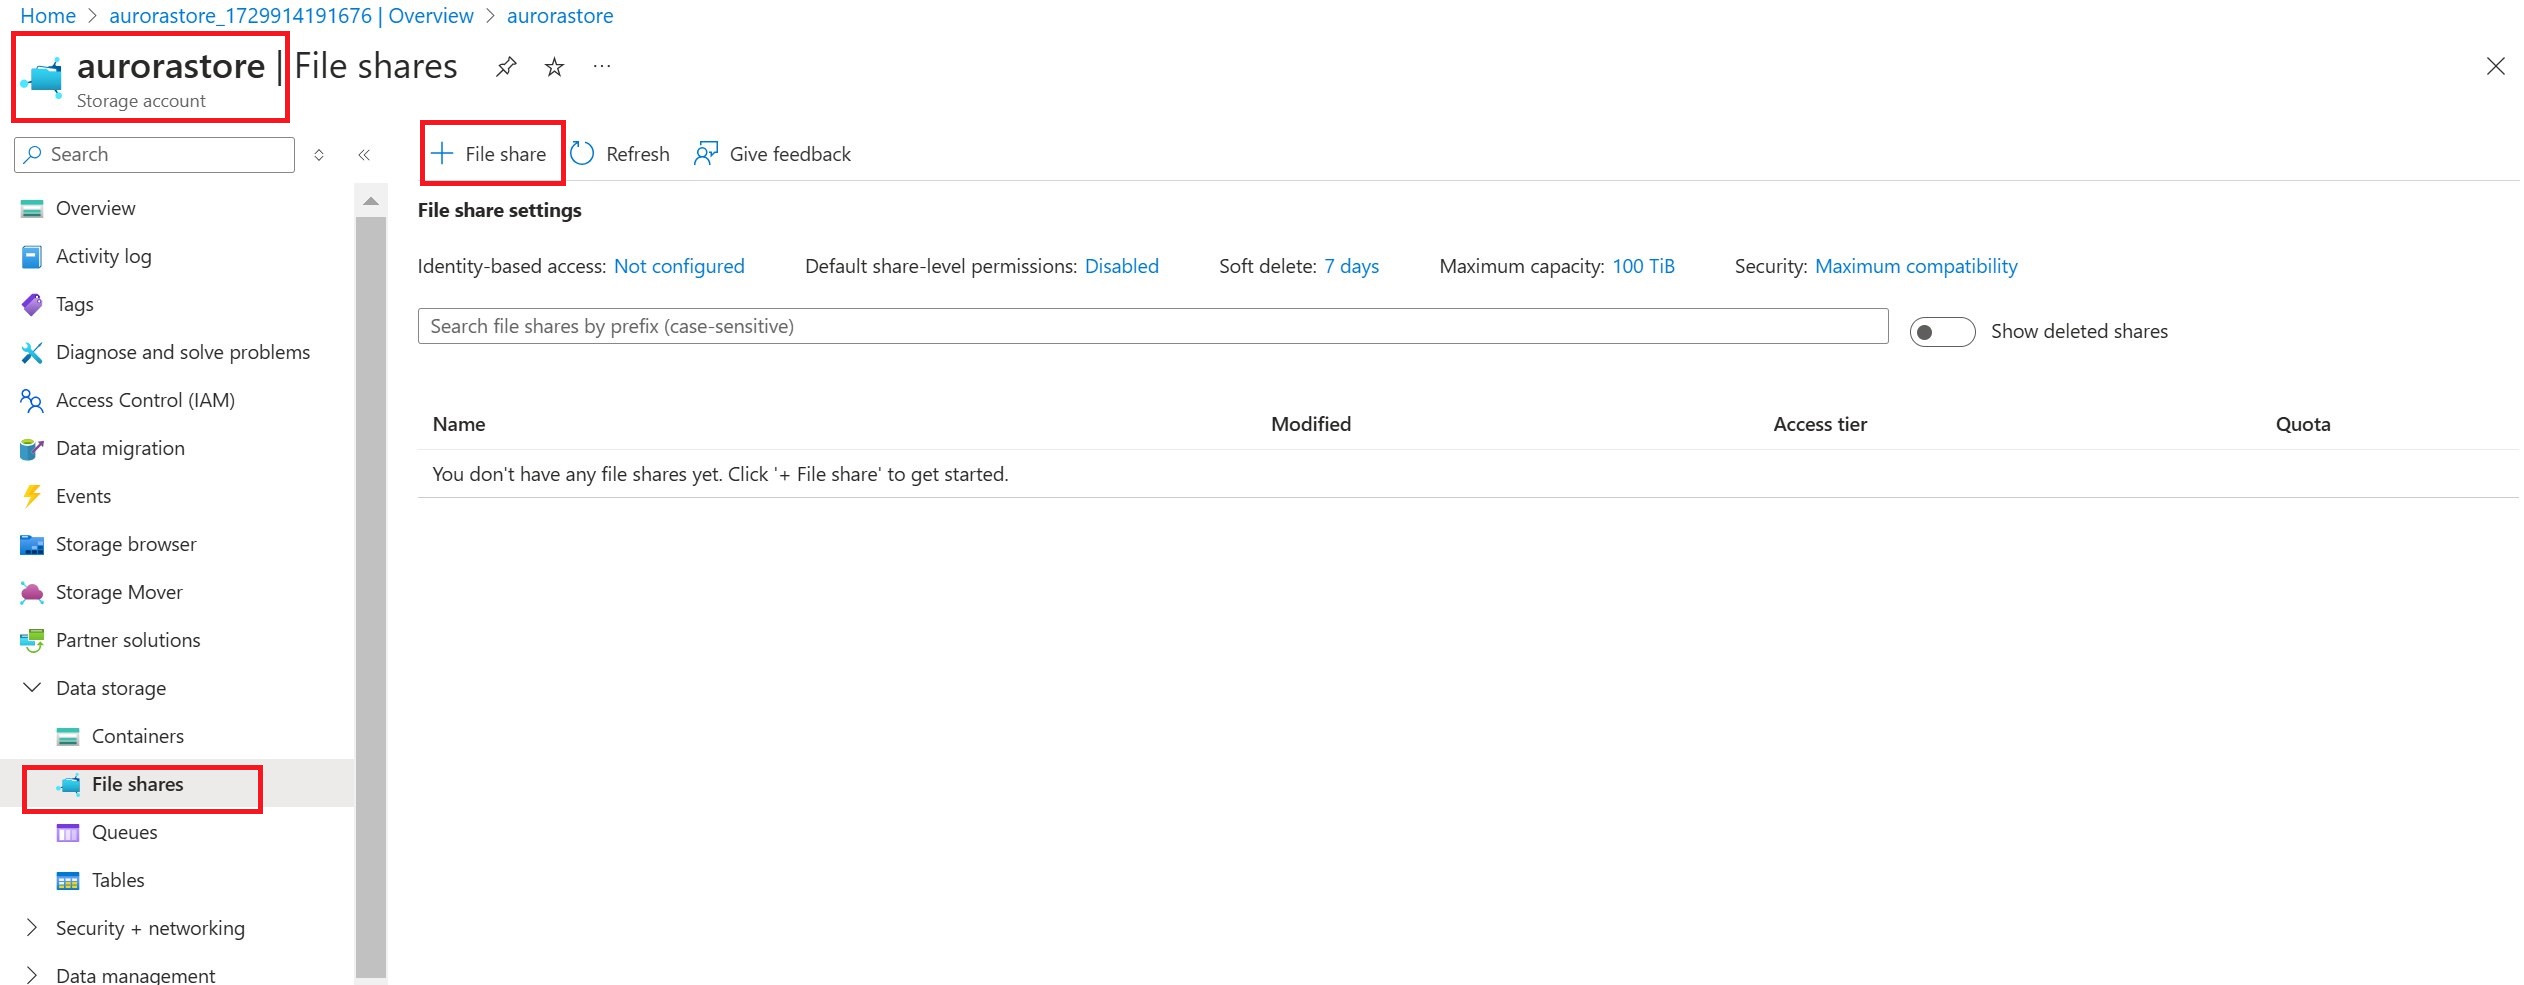 Home > aurorastore_1729914191676 | Overview > aurorastore
aurorastore | File shares ...
Storage account
Search
+ File share Refresh Give feedback
Overview
Activity log
Tags
Diagnose and solve problems
Access Control (IAM)
Data migration
Events
Storage browser
Storage Mover
Partner solutions
Data storage
Containers
File shares
Queues
Tables
Security + networking
Data management
File share settings
Identity-based access: Not configured Default share-level permissions: Disabled Soft delete: 7 days Maximum capacity: 100 TiB Security: Maximum compatibility
Search file shares by prefix (case-sensitive)
Show deleted shares
Name Modified Access tier Quota
You don't have any file shares yet. Click '+ File share' to get started.